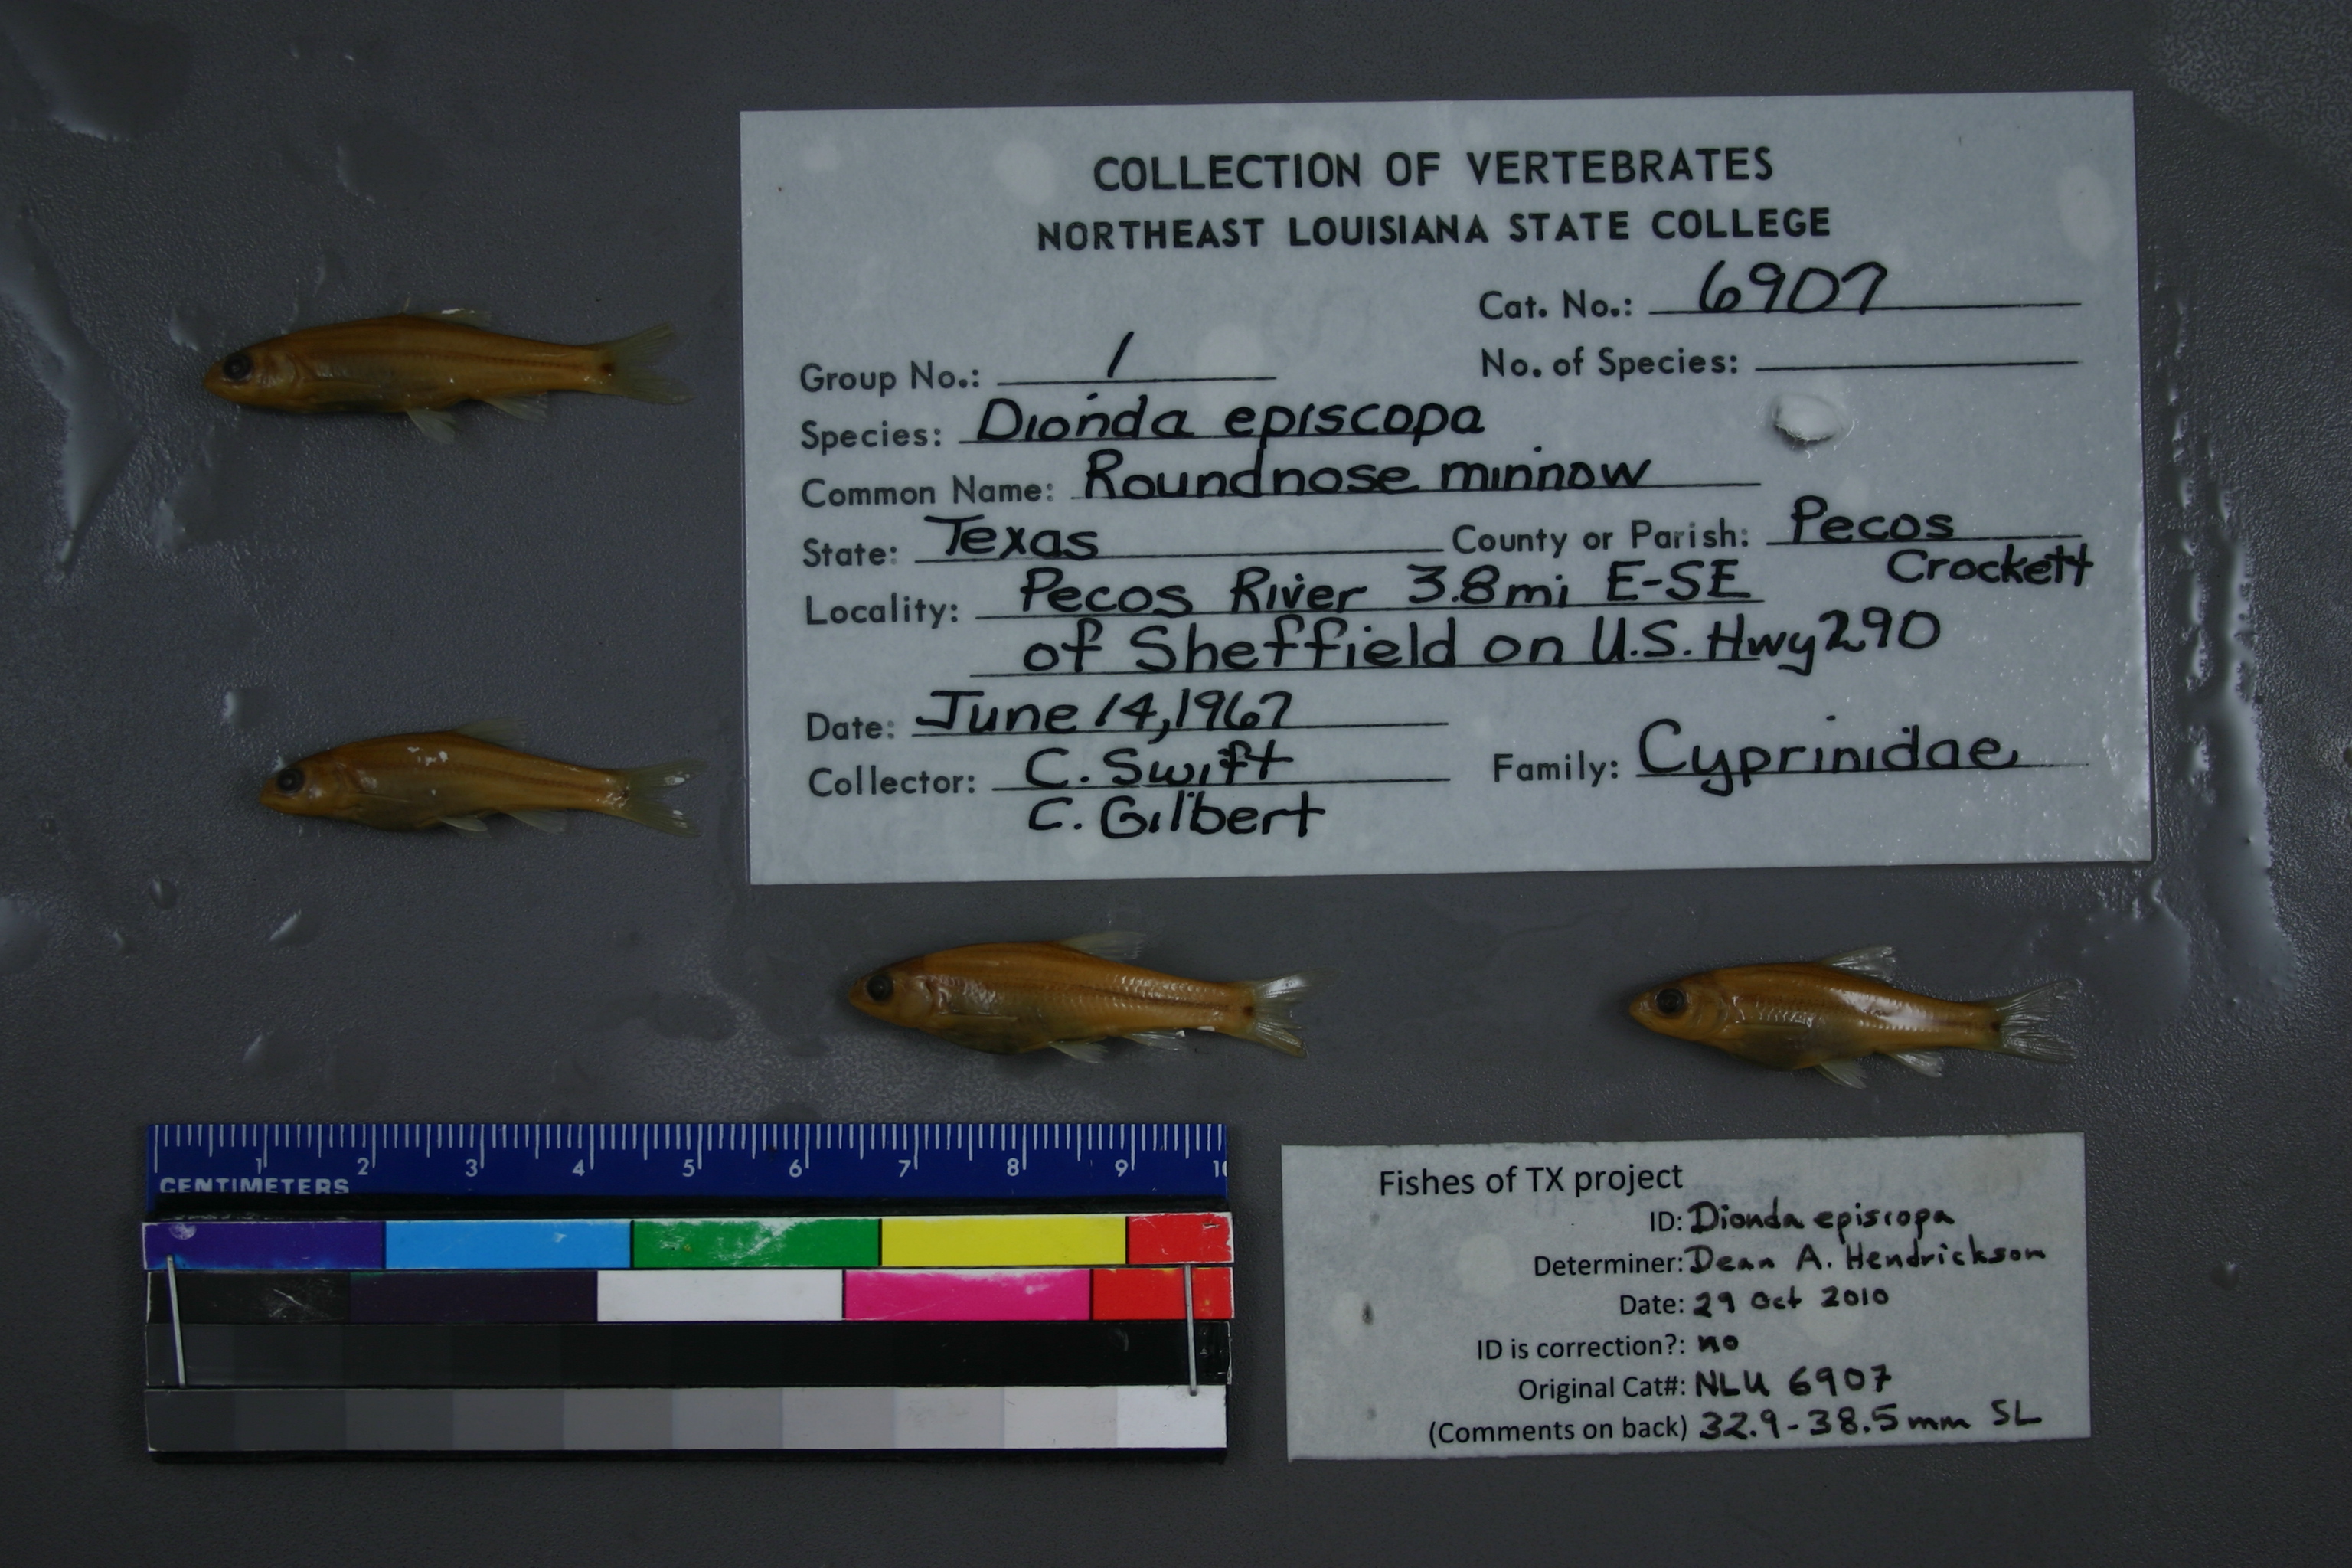 COLLECTION OF VERTEBRATES
NORTHEAST LOUISIANA STATE COLLEGE
Cat. No.: 6907
Group No.: 1 No. of Species:
Species: Dionda episcopa
Common Name: Roundnose minnow
State: Texas County or Parish: Pecos
Crockett
Locality: Pecos River 3.8mi E-SE
of Sheffield on U.S. Hwy 290
Date: June 14, 1967
Collector: C. Swift Family: Cyprinidae
C. Gilbert
1 2 3 4 5 6 7 8 9 10
CENTIMETERS
Fishes of TX project
ID: Dionda episcopa
Determiner: Dean A. Hendrickson
Date: 29 Oct 2010
ID is correction?: no
Original Cat#: NLU 6907
(Comments on back) 32.9-38.5mm SL